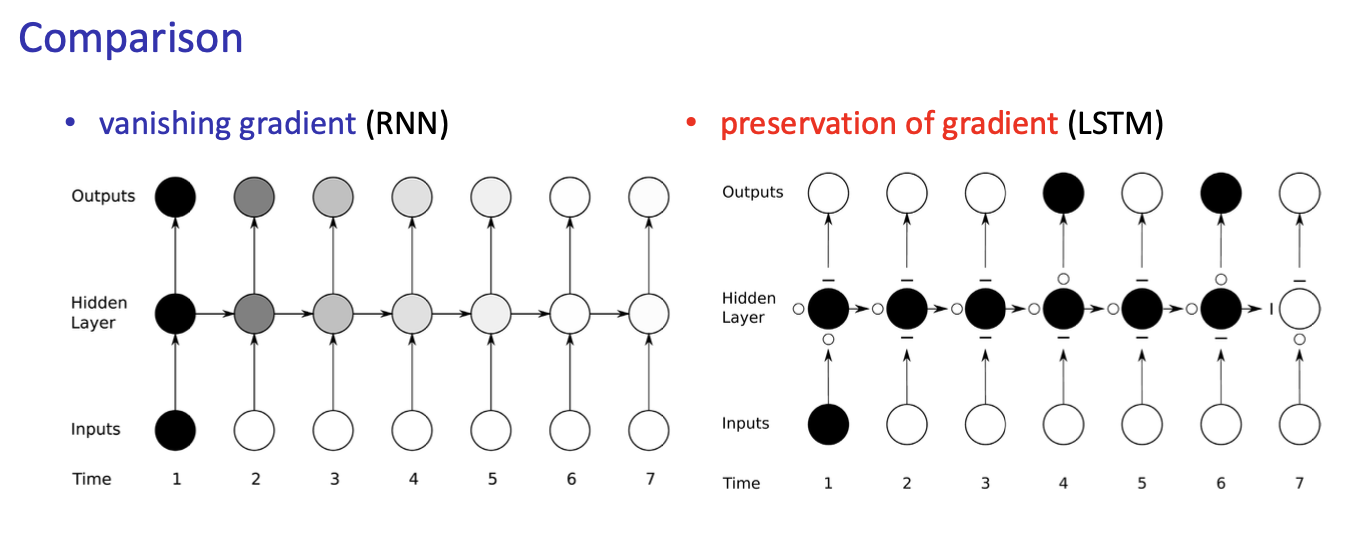 Comparison
• vanishing gradient (RNN)
Outputs
Hidden
Layer
Inputs
Time 1 2 3 4 5 6 7
• preservation of gradient (LSTM)
Outputs
Hidden
Layer
Inputs
Time 1 2 3 4 5 6 7